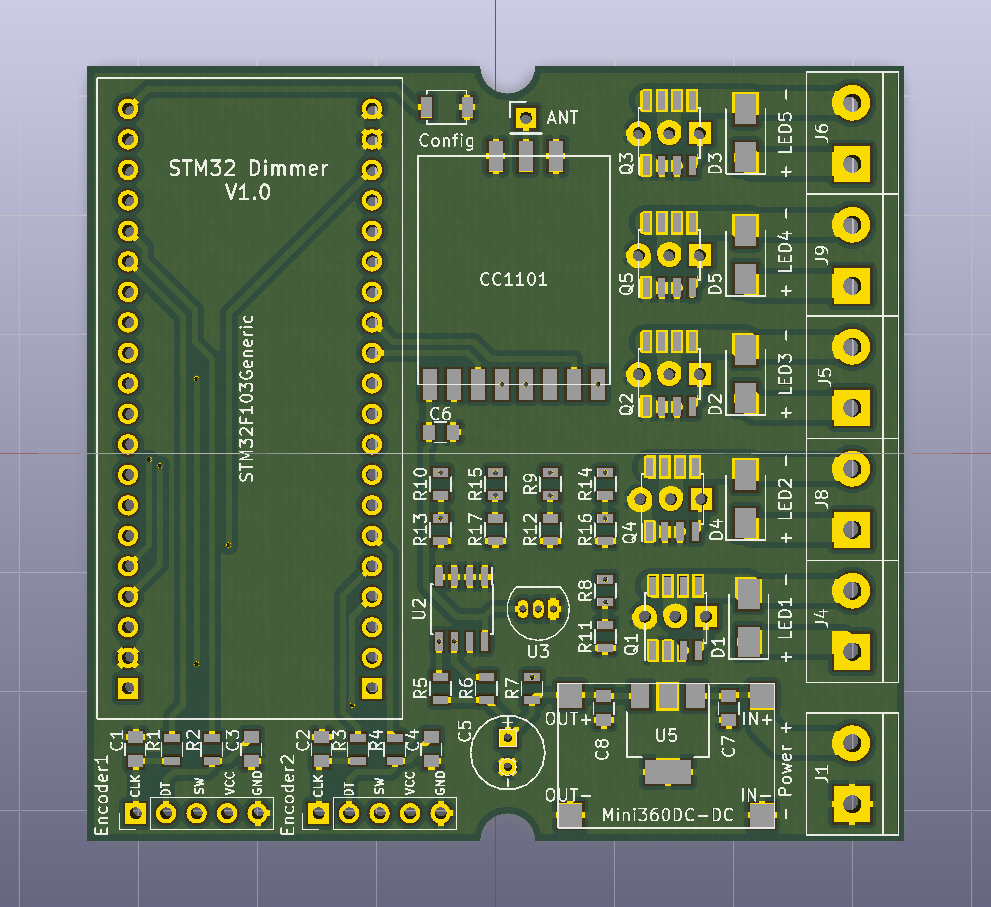 Config
ANT
STM32 Dimmer
V1.0
STM32F103Generic
CC1101
C6
Q3
D3
+ LED5 -
J6
Q5
D5
+ LED4 -
J9
Q2
D2
+ LED3 -
J5
R10
R15
R9
R14
R13
R17
R12
R16
Q4
D4
+ LED2 -
J8
U2
U3
R8
R11
Q1
D1
+ LED1 -
J4
R5
R6
R7
C5
+
-
OUT+
IN+
C8
U5
C7
OUT-
IN-
Mini360DC-DC
- Power +
J1
C1
R1
R2
C3
C2
R3
R4
C4
Encoder1
CLK
DT
SW
VCC
GND
Encoder2
CLK
DT
SW
VCC
GND